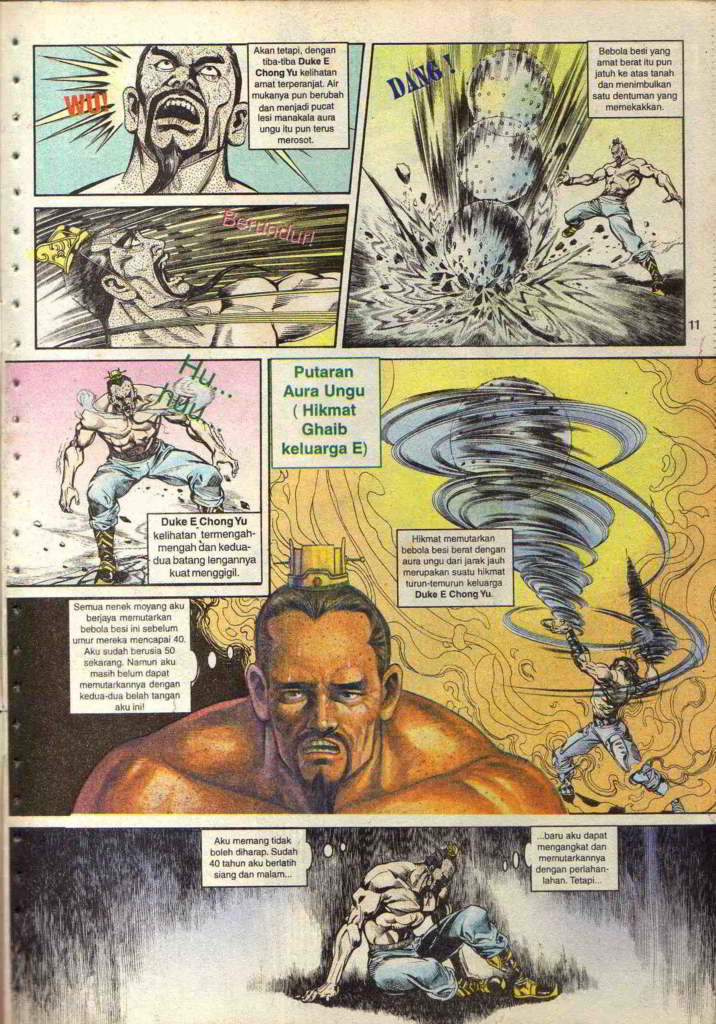 Akan tetapi, dengan
tiba-tiba Duke E
Chong Yu kelihatan
amat terperanjat. Air
mukanya pun berubah
dan menjadi pucat
lesi manakala aura
ungu itu pun terus
merosot.
WU!
DANG !
Bebola besi yang
amat berat itu pun
jatuh ke atas tanah
dan menimbulkan
satu dentuman yang
memekakkan.
Berundur!
11
Hu...
huu...
Duke E Chong Yu
kelihatan termengah-
mengah dan kedua-
dua batang lengannya
kuat menggigil.
Putaran
Aura Ungu
( Hikmat
Ghaib
keluarga E)
Hikmat memutarkan
bebola besi berat dengan
aura ungu dari jarak jauh
merupakan suatu hikmat
turun-temurun keluarga
Duke E Chong Yu.
Semua nenek moyang aku
berjaya memutarkan
bebola besi ini sebelum
umur mereka mencapai 40.
Aku sudah berusia 50
sekarang. Namun aku
masih belum dapat
memutarkannya dengan
kedua-dua belah tangan
aku ini!
Aku memang tidak
boleh diharap. Sudah
40 tahun aku berlatih
siang dan malam...
...baru aku dapat
mengangkat dan
memutarkannya
dengan perlahan-
lahan. Tetapi...